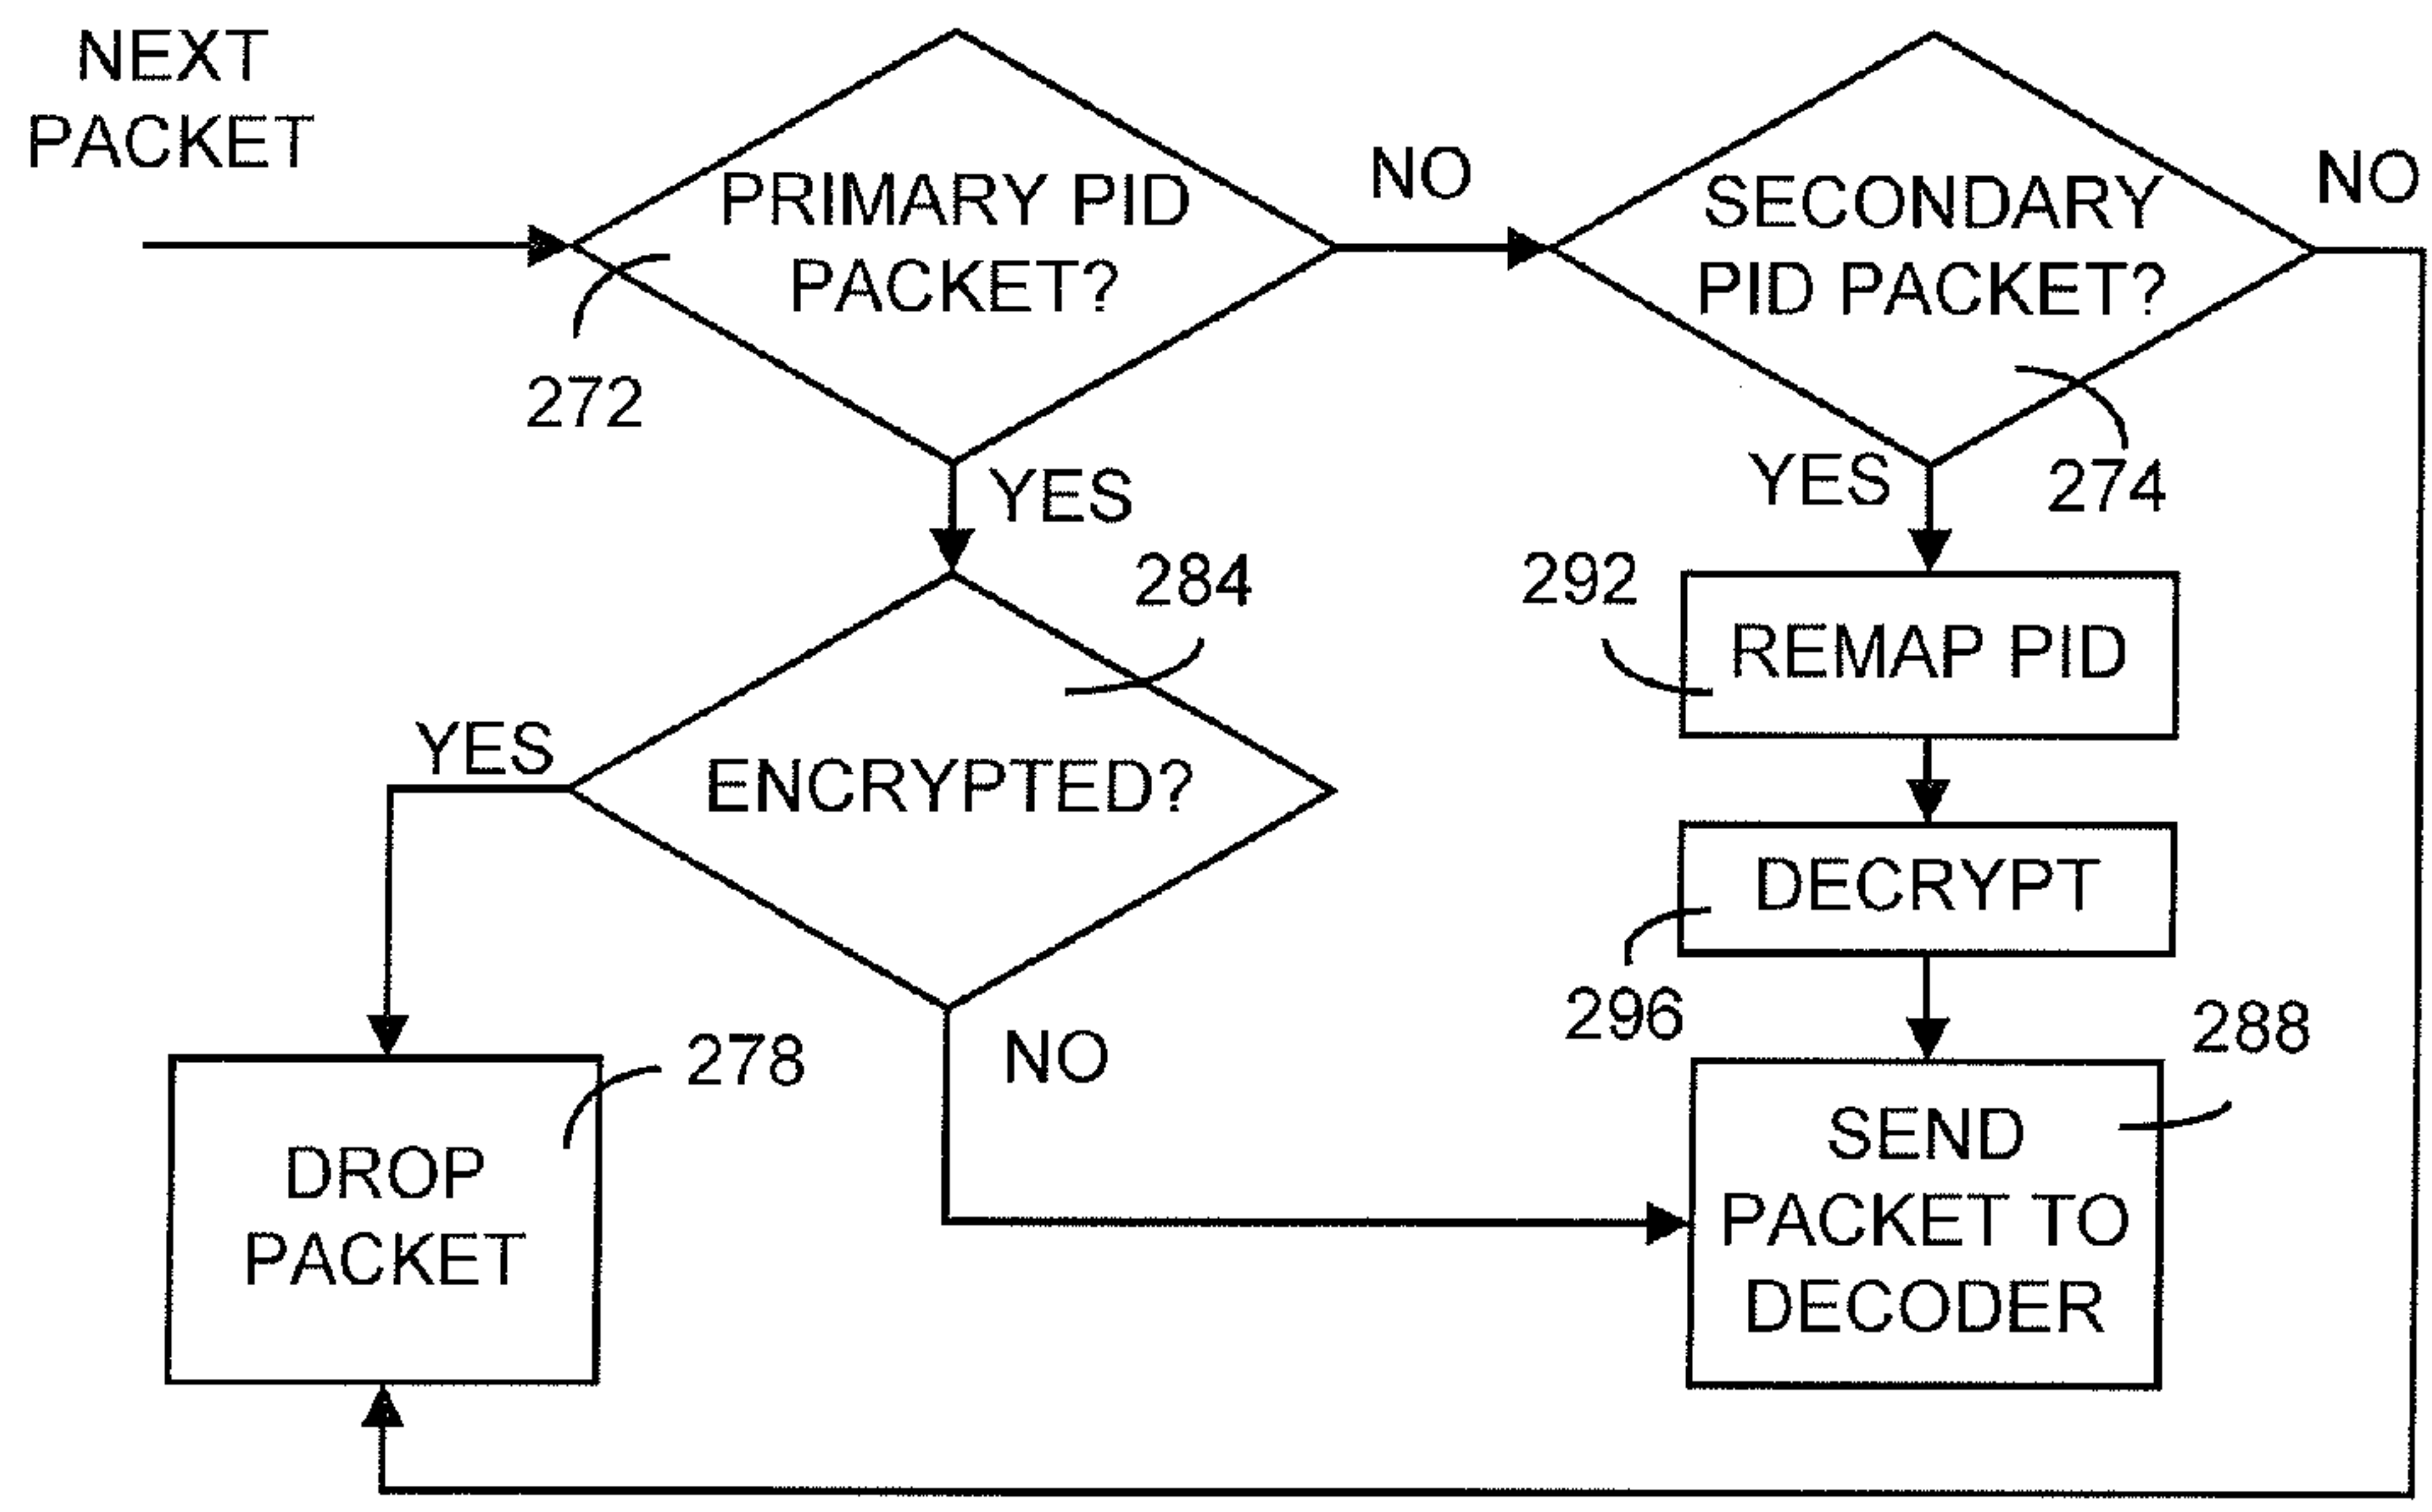 NEXT
PACKET
PRIMARY PID
PACKET?
272
NO
SECONDARY
PID PACKET?
274
NO
YES
YES
284
ENCRYPTED?
YES
NO
292
REMAP PID
DECRYPT
296
278
DROP
PACKET
288
SEND
PACKET TO
DECODER